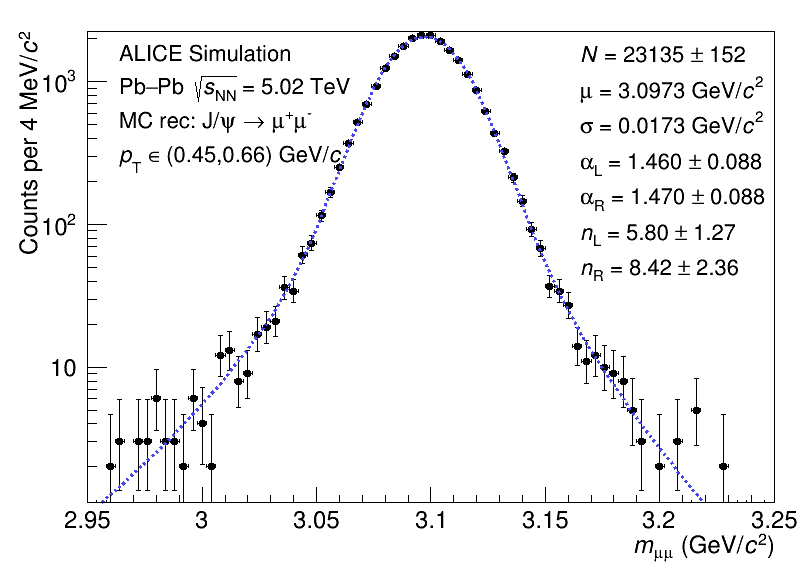 ALICE Simulation
Pb–Pb √sNN = 5.02 TeV
MC rec: J/ψ → μ+μ-
pT ∈ (0.45,0.66) GeV/c
N = 23135 ± 152
μ = 3.0973 GeV/c²
σ = 0.0173 GeV/c²
αL = 1.460 ± 0.088
αR = 1.470 ± 0.088
nL = 5.80 ± 1.27
nR = 8.42 ± 2.36
Counts per 4 MeV/c²
10³
10²
10
2.95 3 3.05 3.1 3.15 3.2 3.25
mμμ (GeV/c²)